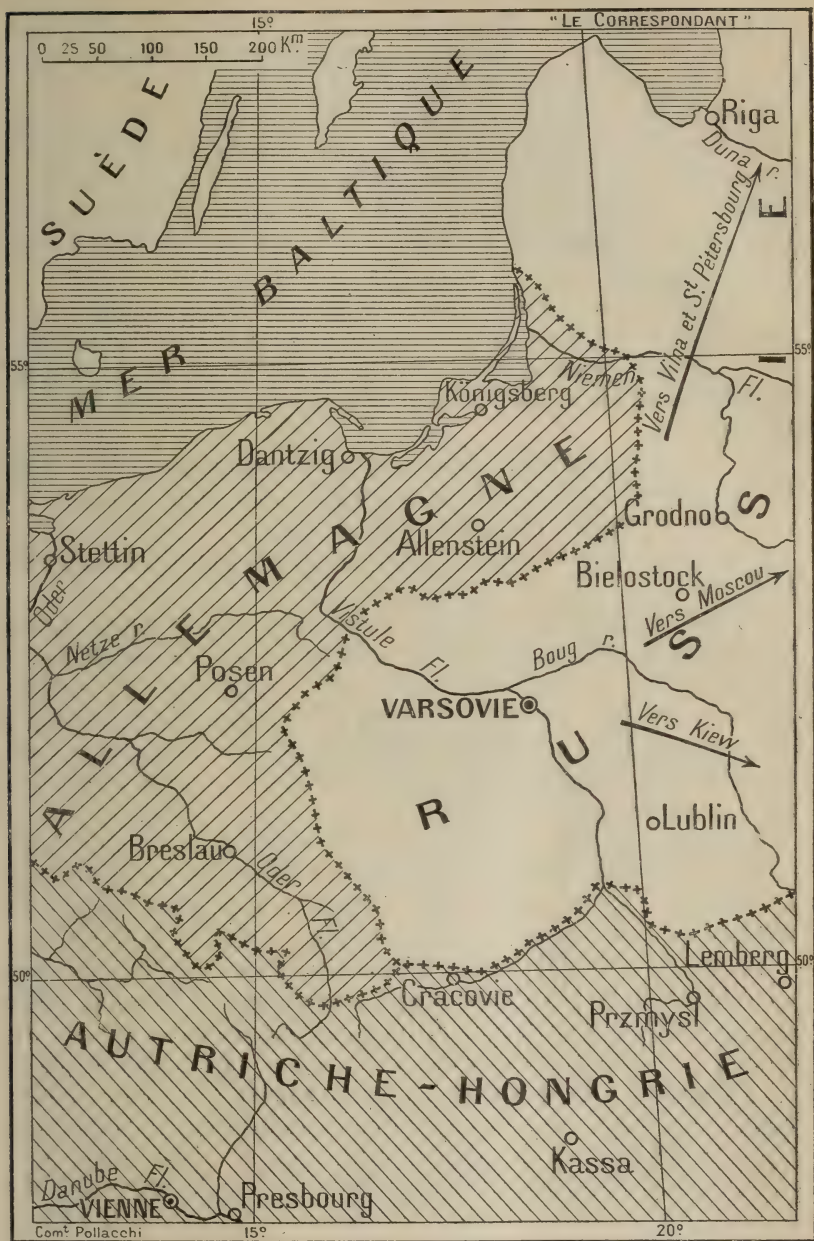 15°
"LE CORRESPONDANT"
0 25 50 100 150 200 Km
SUÈDE
MER BALTIQUE
Riga
Duna r.
Vers Vilna et St Pétersbourg
55°
55°
Niemen Fl.
Königsberg
Dantzig
ALLEMAGNE
Allenstein
Grodno
Stettin
Oder
Bielostock
Vers Moscou
Netze r.
Vistule Fl.
Boug r.
Posen
VARSOVIE
Vers Kiew
RUSSIE
Lublin
Breslau
Oder Fl.
50°
50°
Lemberg
Cracovie
Przmysl
AUTRICHE-HONGRIE
Kassa
Danube Fl.
VIENNE
Presbourg
Comt Pollacchi
15°
20°